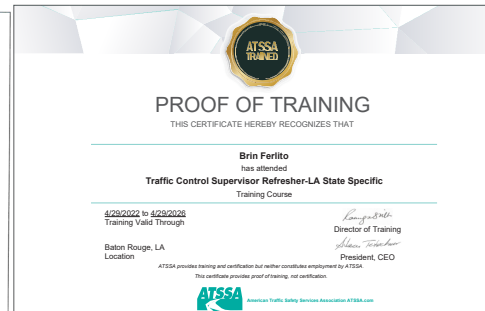 ATSSA
TRAINED
PROOF OF TRAINING
THIS CERTIFICATE HEREBY RECOGNIZES THAT
Brin Ferlito
has attended
Traffic Control Supervisor Refresher-LA State Specific
Training Course
4/29/2022 to 4/29/2026
Training Valid Through
Director of Training
Baton Rouge, LA
Location
President, CEO
ATSSA provides training and certification but neither constitutes employment by ATSSA.
This certificate provides proof of training, not certification.
ATSSA
American Traffic Safety Services Association ATSSA.com